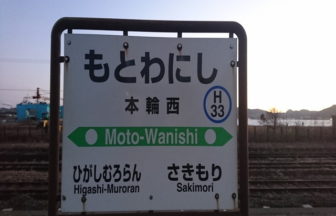 もとわにし
本輪西
H
33
Moto-Wanishi
ひがしむろらん さきもり
Higashi-Muroran Sakimori